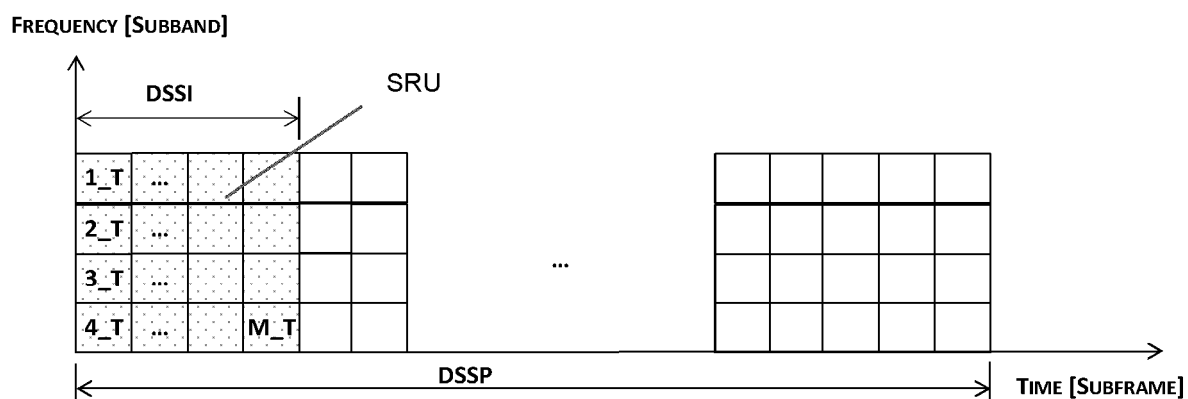 FREQUENCY [SUBBAND]
DSSI
SRU
1_T ...
2_T ...
3_T ...
4_T ... M_T
...
DSSP
TIME [SUBFRAME]